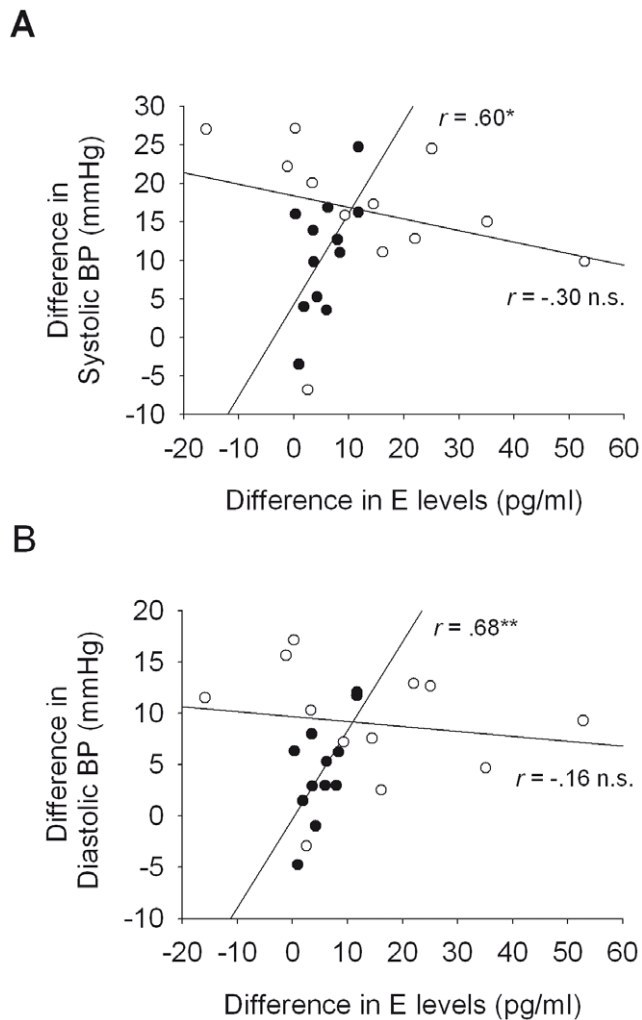 A
30
25
20
15
10
5
0
-5
-10
Difference in
Systolic BP (mmHg)
r = .60*
r = -.30 n.s.
-20 -10 0 10 20 30 40 50 60
Difference in E levels (pg/ml)
B
20
15
10
5
0
-5
-10
Difference in
Diastolic BP (mmHg)
r = .68**
r = -.16 n.s.
-20 -10 0 10 20 30 40 50 60
Difference in E levels (pg/ml)